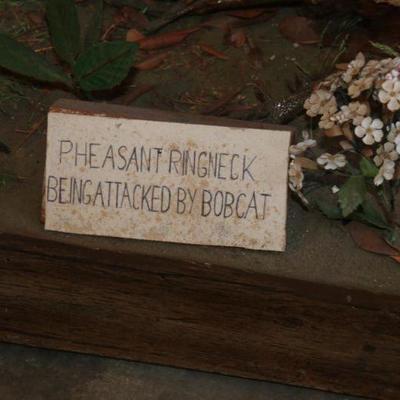 PHEASANT RINGNECK
BEINGATTACKED BY BOBCAT